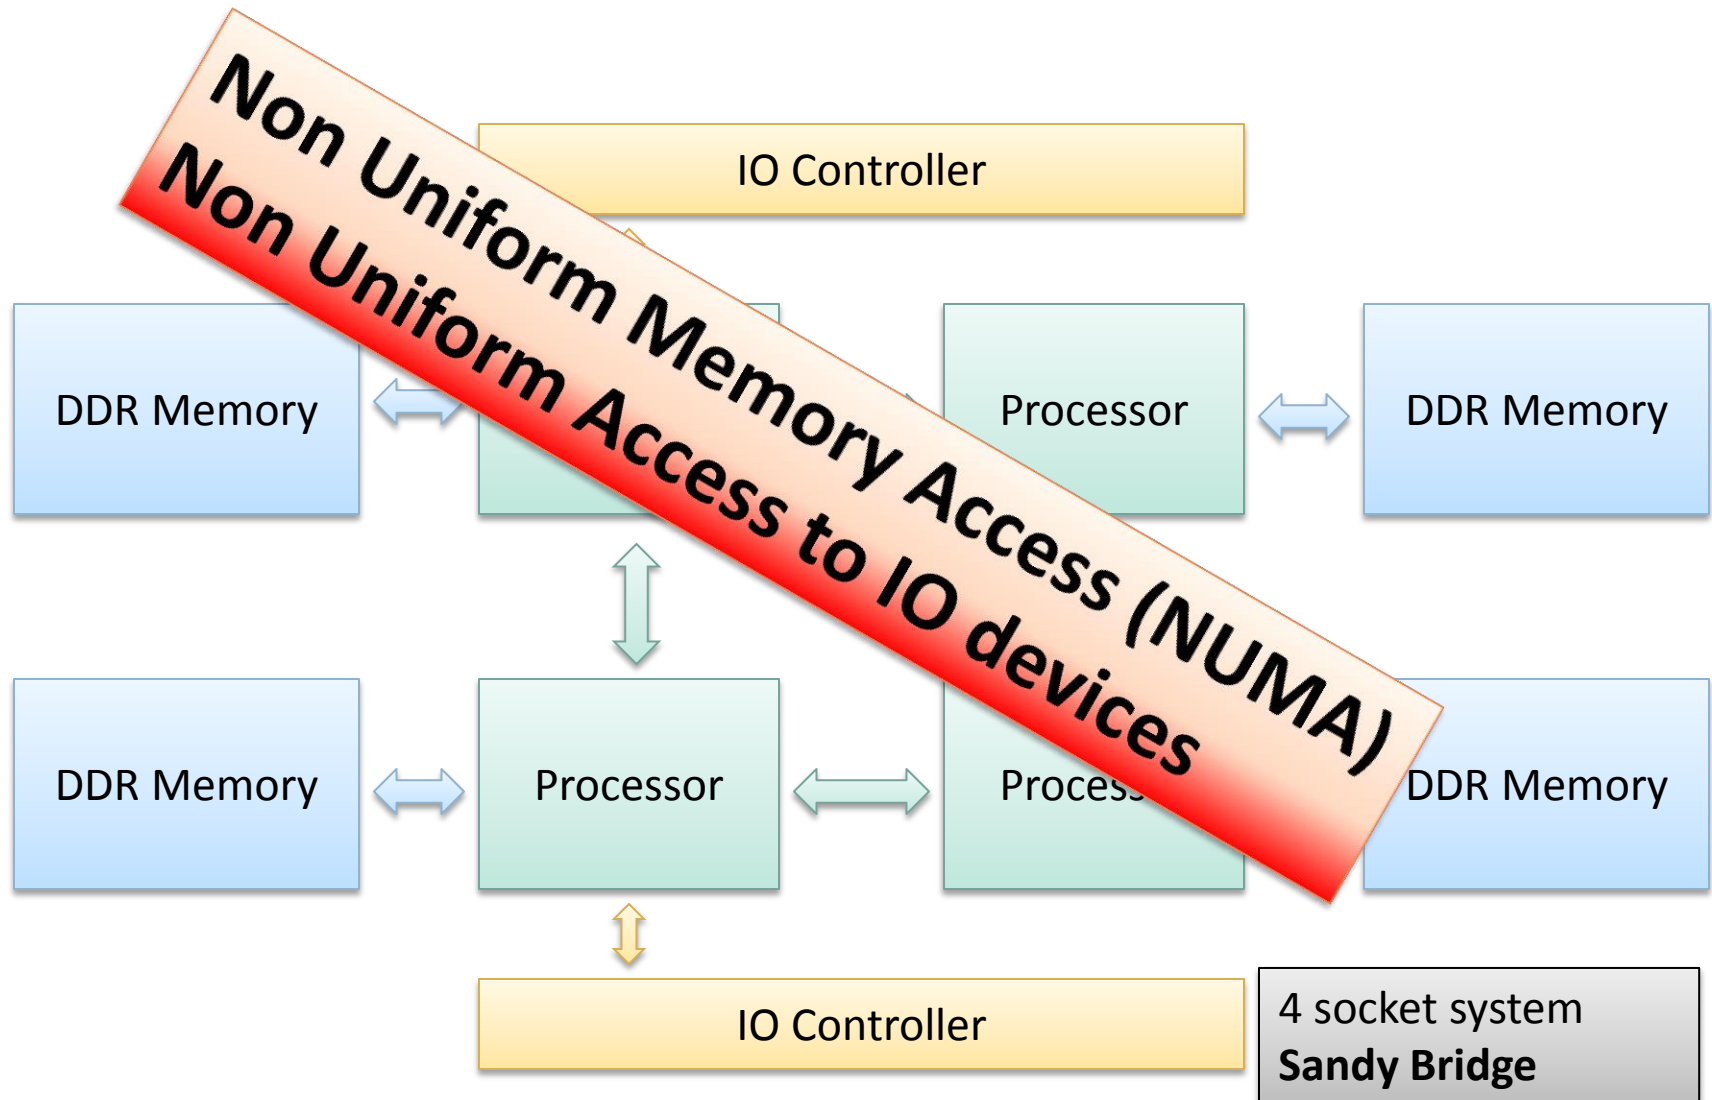 Non Uniform Memory Access (NUMA)
Non Uniform Access to IO devices
IO Controller
DDR Memory
Processor
DDR Memory
DDR Memory
Processor
Process
DDR Memory
IO Controller
4 socket system
Sandy Bridge